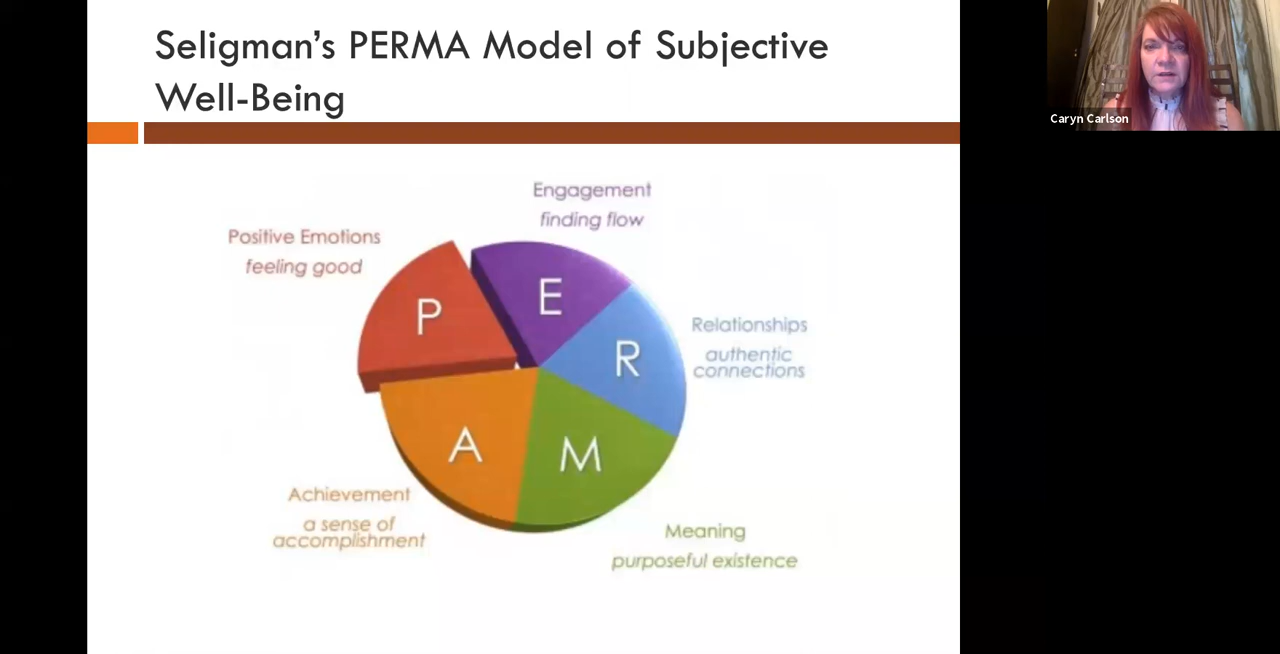 Seligman's PERMA Model of Subjective
Well-Being
Caryn Carlson
Engagement
finding flow
Positive Emotions
feeling good
P
E
Relationships
authentic
connections
R
A
M
Achievement
a sense of
accomplishment
Meaning
purposeful existence